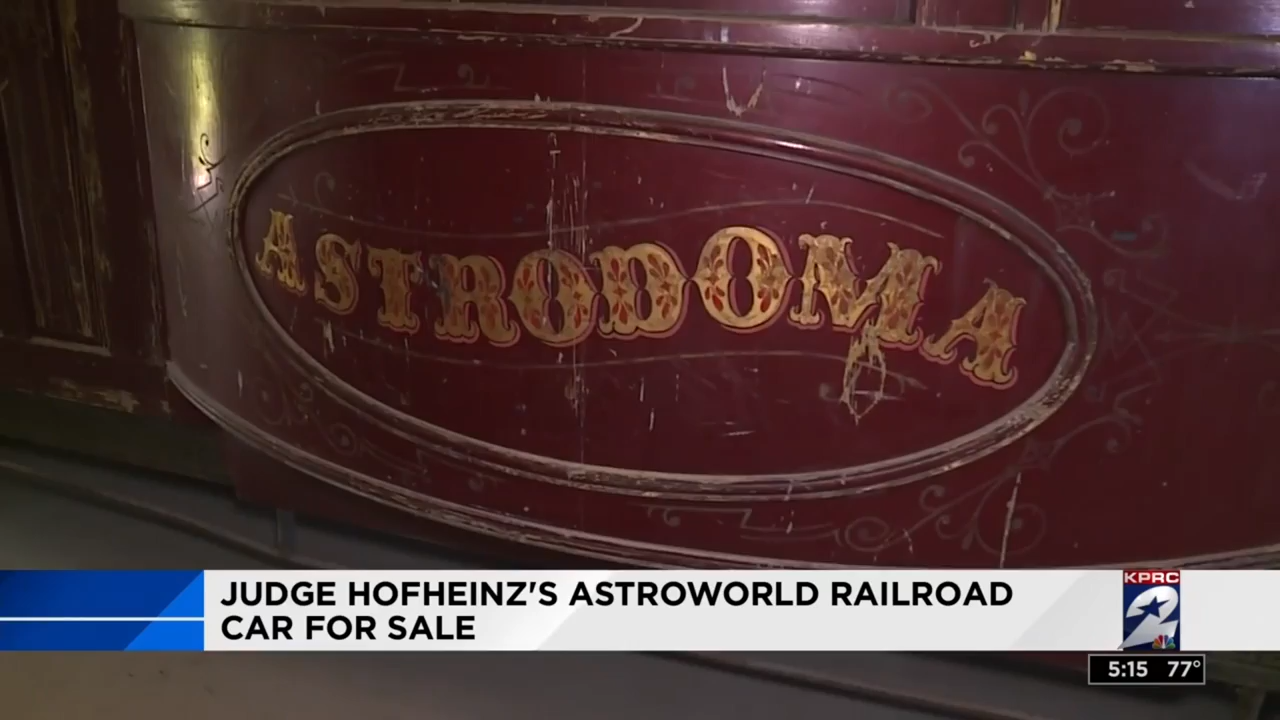 ASTRODOMA
JUDGE HOFHEINZ'S ASTROWORLD RAILROAD
CAR FOR SALE
KPRC
2
5:15 77°